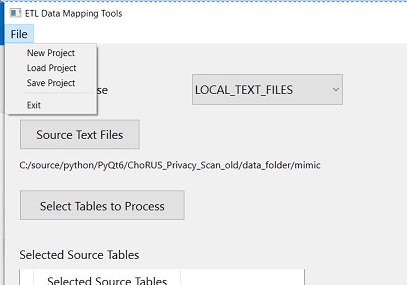 ETL Data Mapping Tools
File
New Project
Load Project
Save Project
Exit
se LOCAL_TEXT_FILES
Source Text Files
C:/source/python/PyQt6/ChoRUS_Privacy_Scan_old/data_folder/mimic
Select Tables to Process
Selected Source Tables
Selected Source Tables